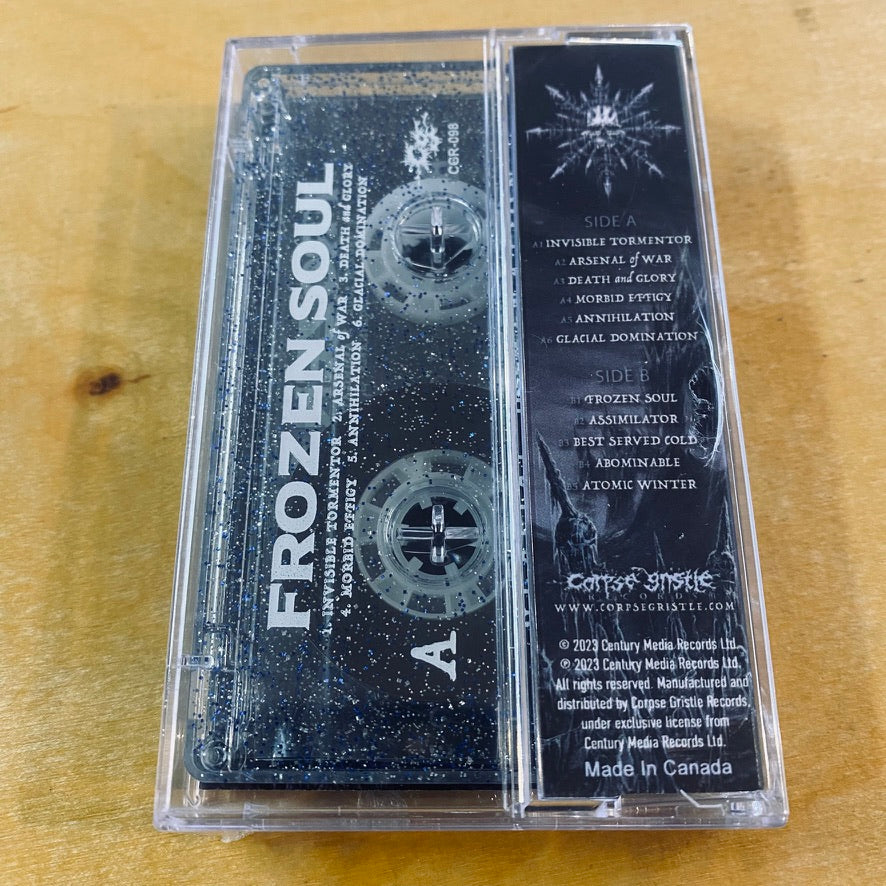 FROZEN SOUL
1. INVISIBLE TORMENTOR 2. ARSENAL of WAR 3. DEATH and GLORY
4. MORBID EFFIGY 5. ANNIHILATION 6. GLACIAL DOMINATION
A
CGR-098
SIDE A
A1 INVISIBLE TORMENTOR
A2 ARSENAL of WAR
A3 DEATH and GLORY
A4 MORBID EFFIGY
A5 ANNIHILATION
A6 GLACIAL DOMINATION
SIDE B
B1 FROZEN SOUL
B2 ASSIMILATOR
B3 BEST SERVED COLD
B4 ABOMINABLE
B5 ATOMIC WINTER
corpse gristle
WWW.CORPSEGRISTLE.COM
© 2023 Century Media Records Ltd.
℗ 2023 Century Media Records Ltd.
All rights reserved. Manufactured and
distributed by Corpse Gristle Records,
under exclusive license from
Century Media Records Ltd.
Made In Canada